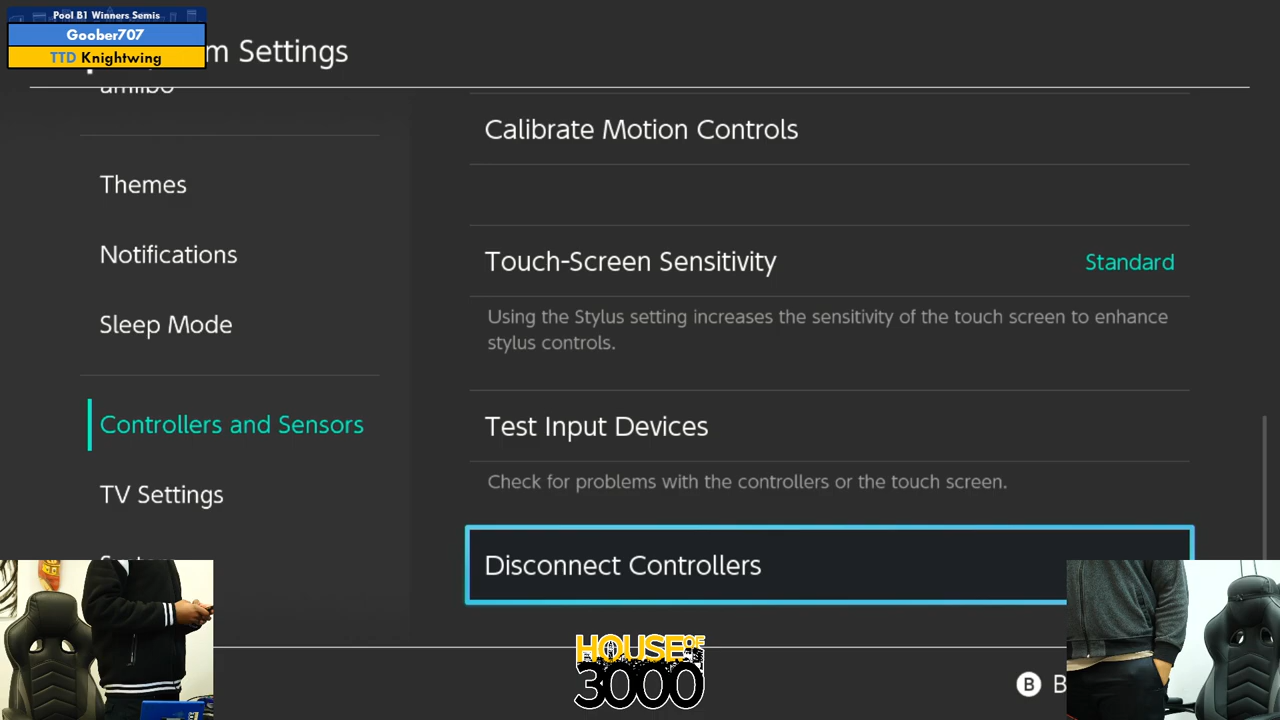 Pool B1 Winners Semis
Goober707
TTD Knightwing
m Settings
amiibo
Themes
Notifications
Sleep Mode
Controllers and Sensors
TV Settings
Calibrate Motion Controls
Touch-Screen Sensitivity Standard
Using the Stylus setting increases the sensitivity of the touch screen to enhance
stylus controls.
Test Input Devices
Check for problems with the controllers or the touch screen.
Disconnect Controllers
HOUSE OF
3000
B B